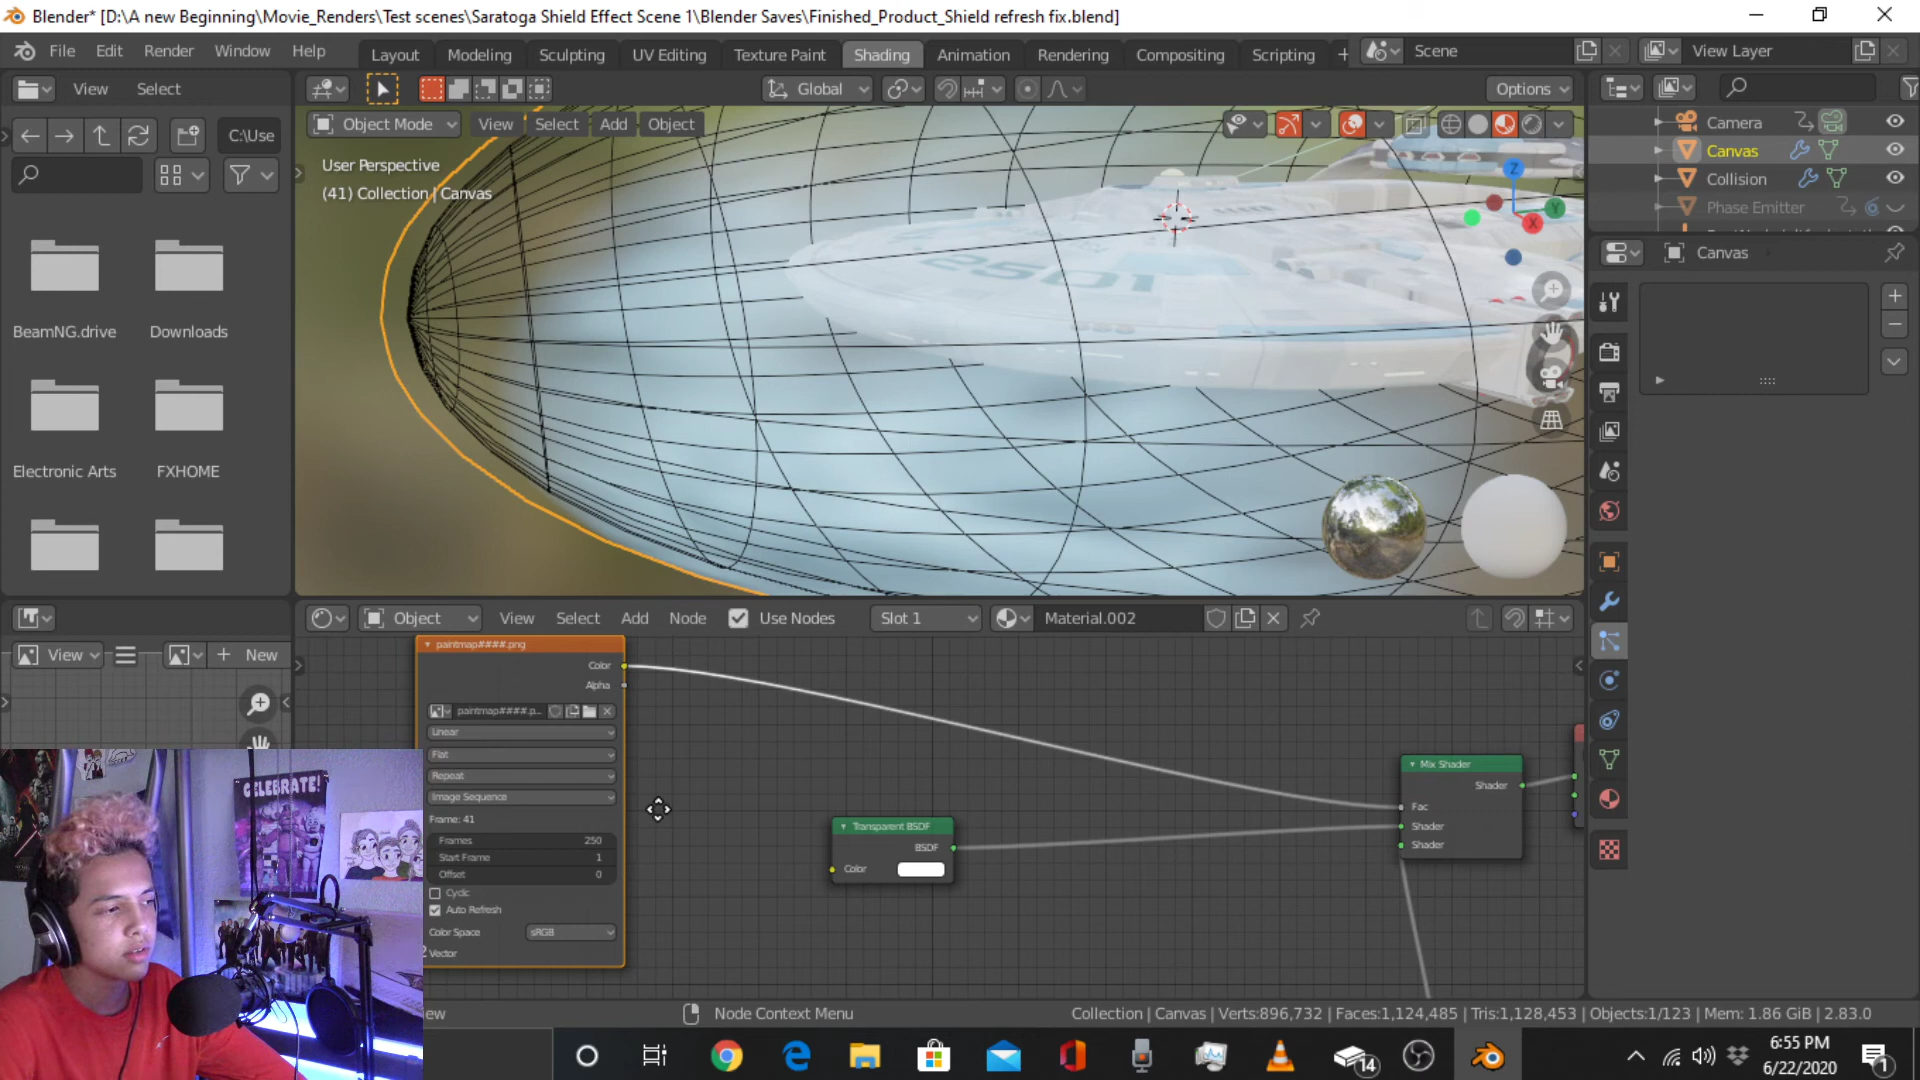 Blender* [D:\A new Beginning\Movie_Renders\Test scenes\Saratoga Shield Effect Scene 1\Blender Saves\Finished_Product_Shield refresh fix.blend]
File Edit Render Window Help
Layout Modeling Sculpting UV Editing Texture Paint Shading Animation Rendering Compositing Scripting
Scene View Layer
View Select
Global Options
Object Mode View Select Add Object
C:\Use
User Perspective
(41) Collection | Canvas
Camera
Canvas
Collision
Phase Emitter
Canvas
Z
Y
X
BeamNG.drive Downloads
Electronic Arts FXHOME
Object View Select Add Node Use Nodes Slot 1 Material.002
View New
paintmap####.png
Color
Alpha
paintmap####.p...
Linear
Flat
Repeat
Image Sequence
Frame: 41
Frames 250
Start Frame 1
Offset 0
Cyclic
Auto Refresh
Color Space sRGB
Vector
Transparent BSDF
BSDF
Color
Mix Shader
Shader
Fac
Shader
Shader
CELEBRATE!
ew Node Context Menu
Collection | Canvas | Verts:896,732 | Faces:1,124,485 | Tris:1,128,453 | Objects:1/123 | Mem: 1.86 GiB | 2.83.0
14
6:55 PM
6/22/2020
1